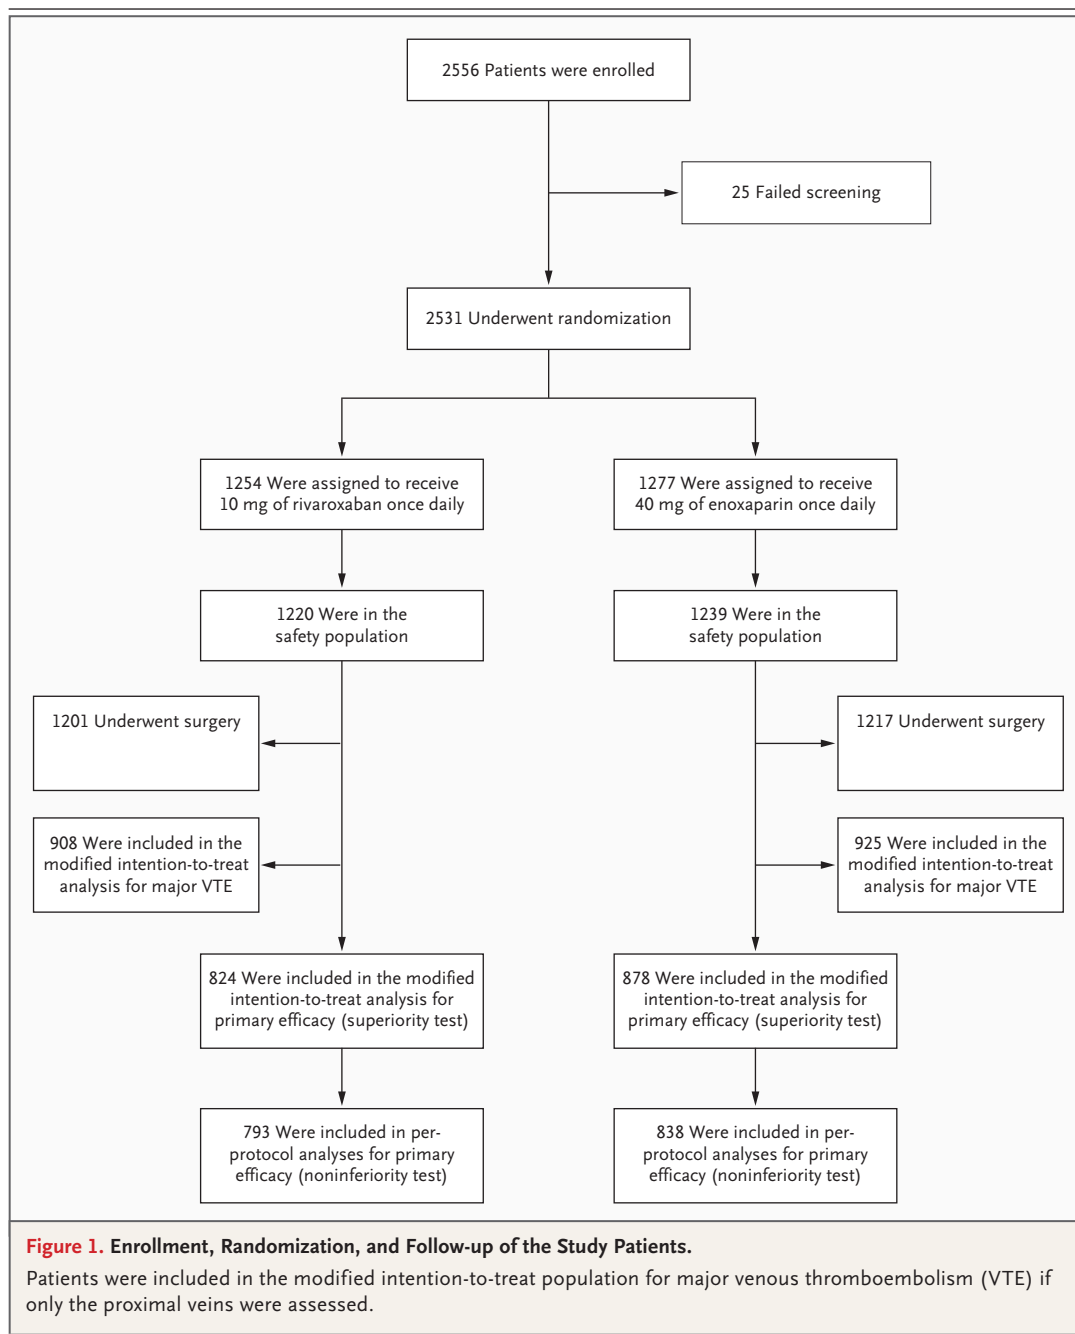 2556 Patients were enrolled
25 Failed screening
2531 Underwent randomization
1254 Were assigned to receive
10 mg of rivaroxaban once daily
1277 Were assigned to receive
40 mg of enoxaparin once daily
1220 Were in the
safety population
1239 Were in the
safety population
1201 Underwent surgery
1217 Underwent surgery
908 Were included in the
modified intention-to-treat
analysis for major VTE
925 Were included in the
modified intention-to-treat
analysis for major VTE
824 Were included in the modified
intention-to-treat analysis for
primary efficacy (superiority test)
878 Were included in the modified
intention-to-treat analysis for
primary efficacy (superiority test)
793 Were included in per-
protocol analyses for primary
efficacy (noninferiority test)
838 Were included in per-
protocol analyses for primary
efficacy (noninferiority test)
Figure 1. Enrollment, Randomization, and Follow-up of the Study Patients.
Patients were included in the modified intention-to-treat population for major venous thromboembolism (VTE) if
only the proximal veins were assessed.